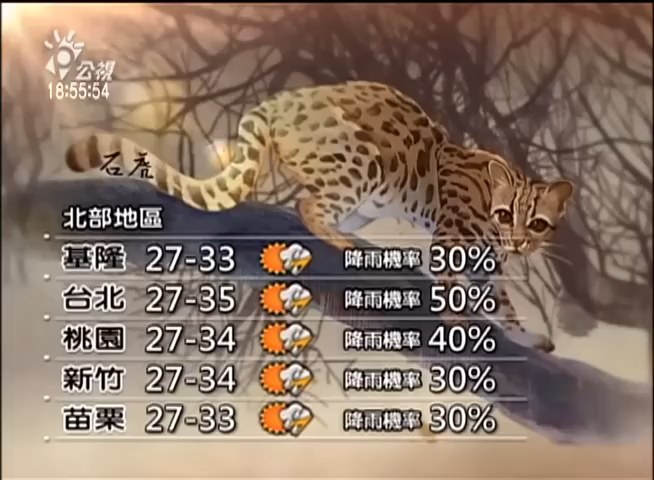 公視
18:55:54
石虎
北部地區
基隆 27-33 降雨機率 30%
台北 27-35 降雨機率 50%
桃園 27-34 降雨機率 40%
新竹 27-34 降雨機率 30%
苗栗 27-33 降雨機率 30%